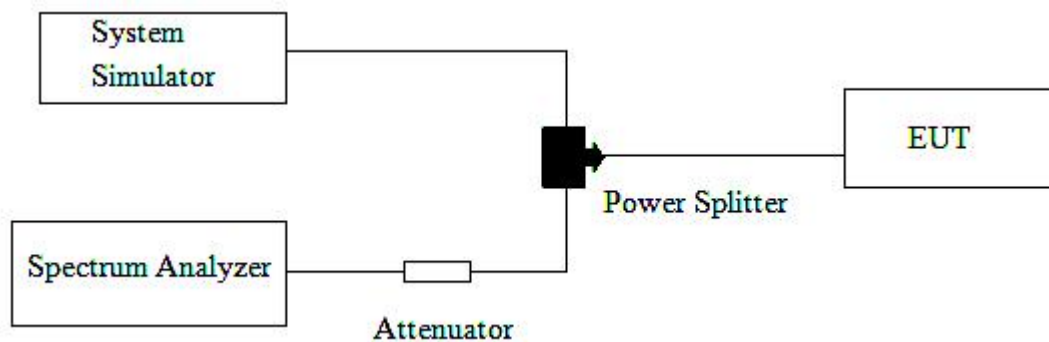 System
Simulator
EUT
Power Splitter
Spectrum Analyzer
Attenuator